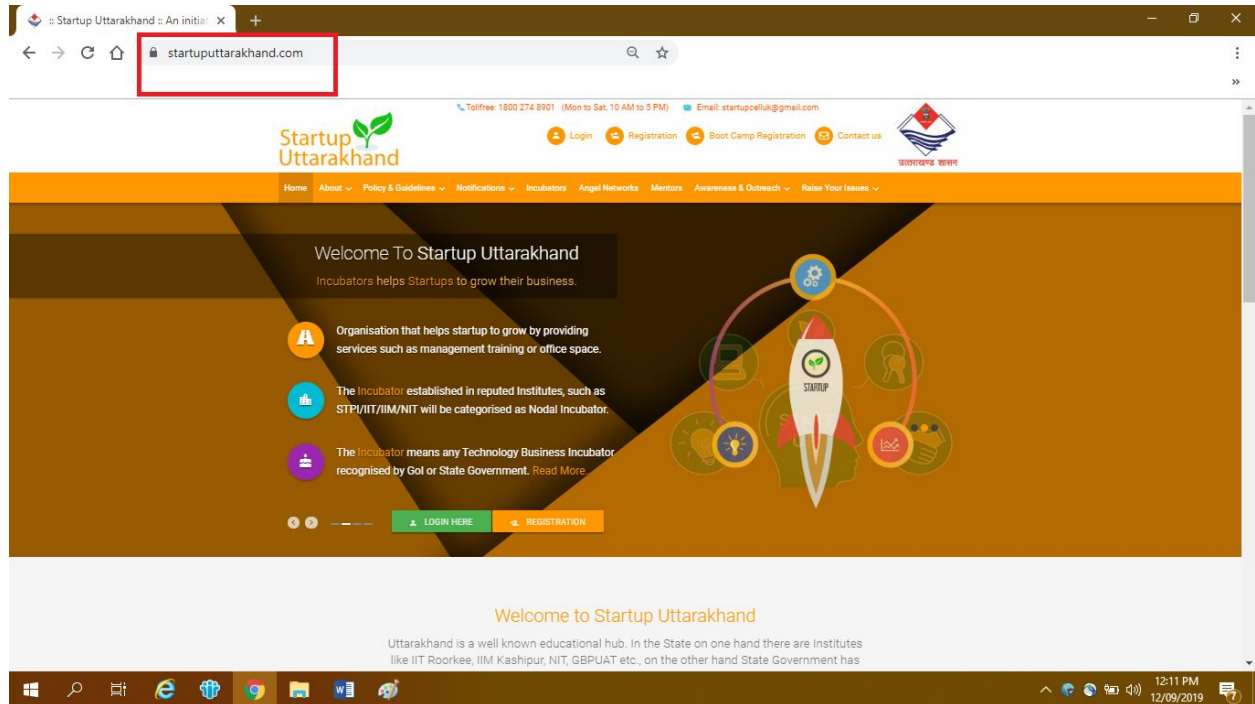 :: Startup Uttarakhand :: An initia
startuputtarakhand.com
Tollfree: 1800 274 8901 (Mon to Sat, 10 AM to 5 PM) Email: startupcelluk@gmail.com
Startup
Uttarakhand
Login Registration Boot Camp Registration Contact us
उत्तराखण्ड शासन
Home About Policy & Guidelines Notifications Incubators Angel Networks Mentors Awareness & Outreach Raise Your Issues
Welcome To Startup Uttarakhand
Incubators helps Startups to grow their business.
Organisation that helps startup to grow by providing
services such as management training or office space.
The Incubator established in reputed Institutes, such as
STPI/IIT/IIM/NIT will be categorised as Nodal Incubator.
The Incubator means any Technology Business Incubator
recognised by GoI or State Government. Read More..
STARTUP
LOGIN HERE REGISTRATION
Welcome to Startup Uttarakhand
Uttarakhand is a well known educational hub. In the State on one hand there are Institutes
like IIT Roorkee, IIM Kashipur, NIT, GBPUAT etc., on the other hand State Government has
12:11 PM
12/09/2019
7